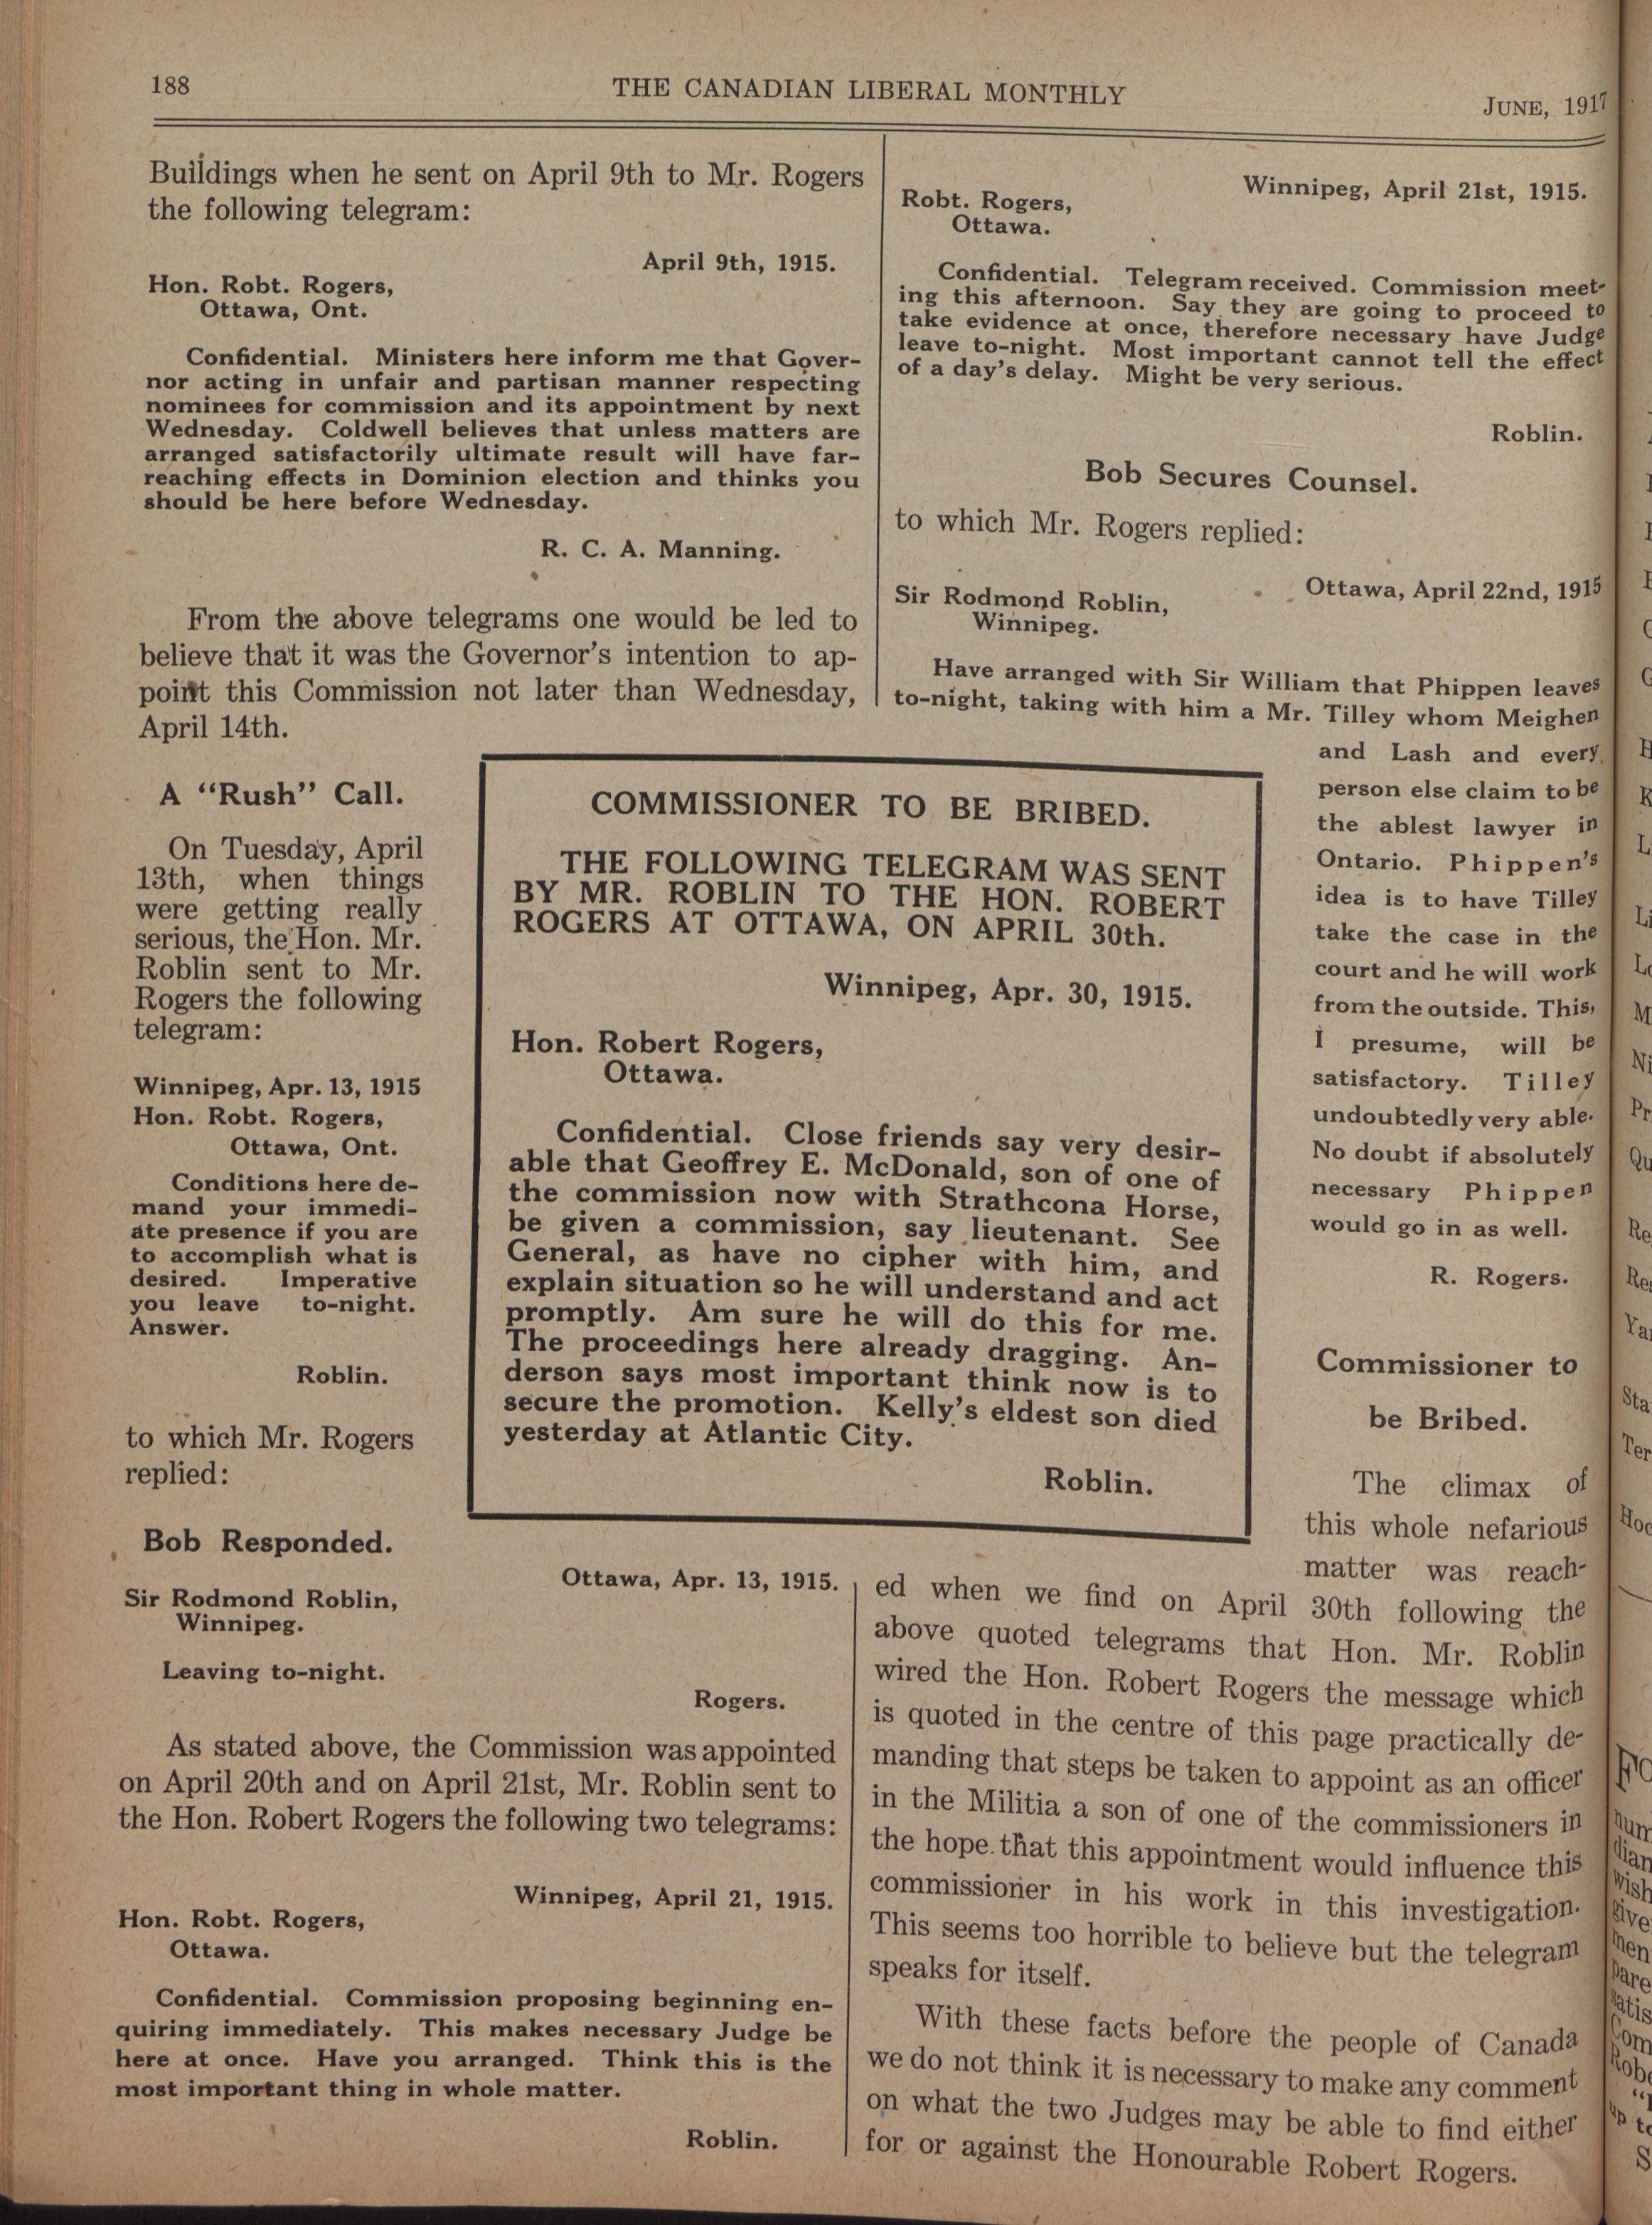 188
THE CANADIAN LIBERAL MONTHLY
JUNE, 1917
Buildings when he sent on April 9th to Mr. Rogers
the following telegram:
April 9th, 1915.
Hon. Robt. Rogers,
Ottawa, Ont.
Confidential. Ministers here inform me that Gover-
nor acting in unfair and partisan manner respecting
nominees for commission and its appointment by next
Wednesday. Coldwell believes that unless matters are
arranged satisfactorily ultimate result will have far-
reaching effects in Dominion election and thinks you
should be here before Wednesday.
R. C. A. Manning.
From the above telegrams one would be led to
believe that it was the Governor's intention to ap-
point this Commission not later than Wednesday,
April 14th.
A “Rush” Call.
On Tuesday, April
13th, when things
were getting really
serious, the Hon. Mr.
Roblin sent to Mr.
Rogers the following
telegram:
Winnipeg, Apr. 13, 1915
Hon. Robt. Rogers,
Ottawa, Ont.
Conditions here de-
mand your immedi-
ate presence if you are
to accomplish what is
desired. Imperative
you leave to-night.
Answer.
Roblin.
to which Mr. Rogers
replied:
Bob Responded.
Ottawa, Apr. 13, 1915.
Sir Rodmond Roblin,
Winnipeg.
Leaving to-night.
Rogers.
As stated above, the Commission was appointed
on April 20th and on April 21st, Mr. Roblin sent to
the Hon. Robert Rogers the following two telegrams:
Winnipeg, April 21, 1915.
Hon. Robt. Rogers,
Ottawa.
Confidential. Commission proposing beginning en-
quiring immediately. This makes necessary Judge be
here at once. Have you arranged. Think this is the
most important thing in whole matter.
Roblin.
COMMISSIONER TO BE BRIBED.
THE FOLLOWING TELEGRAM WAS SENT
BY MR. ROBLIN TO THE HON. ROBERT
ROGERS AT OTTAWA, ON APRIL 30th.
Winnipeg, Apr. 30, 1915.
Hon. Robert Rogers,
Ottawa.
Confidential. Close friends say very desir-
able that Geoffrey E. McDonald, son of one of
the commission now with Strathcona Horse,
be given a commission, say lieutenant. See
General, as have no cipher with him, and
explain situation so he will understand and act
promptly. Am sure he will do this for me.
The proceedings here already dragging. An-
derson says most important think now is to
secure the promotion. Kelly's eldest son died
yesterday at Atlantic City.
Roblin.
Winnipeg, April 21st, 1915.
Robt. Rogers,
Ottawa.
Confidential. Telegram received. Commission meet-
ing this afternoon. Say they are going to proceed to
take evidence at once, therefore necessary have Judge
leave to-night. Most important cannot tell the effect
of a day's delay. Might be very serious.
Roblin.
Bob Secures Counsel.
to which Mr. Rogers replied:
Ottawa, April 22nd, 1915
Sir Rodmond Roblin,
Winnipeg.
Have arranged with Sir William that Phippen leaves
to-night, taking with him a Mr. Tilley whom Meighen
and Lash and every
person else claim to be
the ablest lawyer in
Ontario. Phippen's
idea is to have Tilley
take the case in the
court and he will work
from the outside. This,
I presume, will be
satisfactory. Tilley
undoubtedly very able.
No doubt if absolutely
necessary Phippen
would go in as well.
R. Rogers.
Commissioner to
be Bribed.
The climax of
this whole nefarious
matter was reach-
ed when we find on April 30th following the
above quoted telegrams that Hon. Mr. Roblin
wired the Hon. Robert Rogers the message which
is quoted in the centre of this page practically de-
manding that steps be taken to appoint as an officer
in the Militia a son of one of the commissioners in
the hope that this appointment would influence this
commissioner in his work in this investigation.
This seems too horrible to believe but the telegram
speaks for itself.
With these facts before the people of Canada
we do not think it is necessary to make any comment
on what the two Judges may be able to find either
for or against the Honourable Robert Rogers.